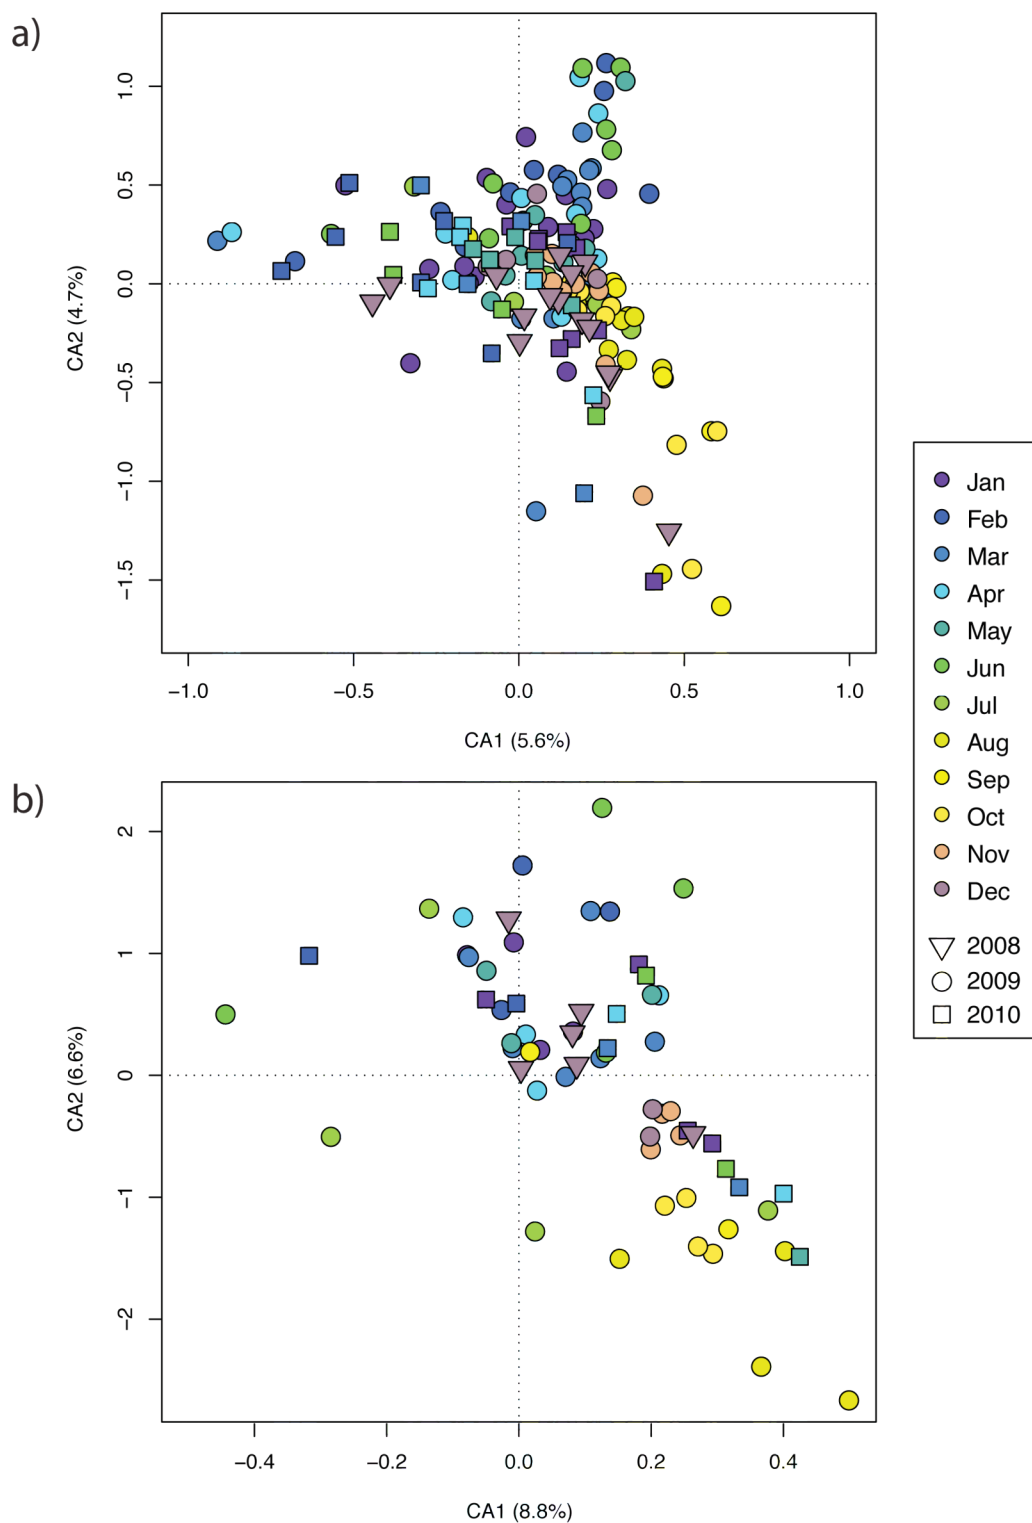 a)
1.0
0.5
0.0
−0.5
−1.0
−1.5
CA2 (4.7%)
−1.0 −0.5 0.0 0.5 1.0
CA1 (5.6%)
Jan
Feb
Mar
Apr
May
Jun
Jul
Aug
Sep
Oct
Nov
Dec
2008
2009
2010
b)
2
1
0
−1
−2
CA2 (6.6%)
−0.4 −0.2 0.0 0.2 0.4
CA1 (8.8%)